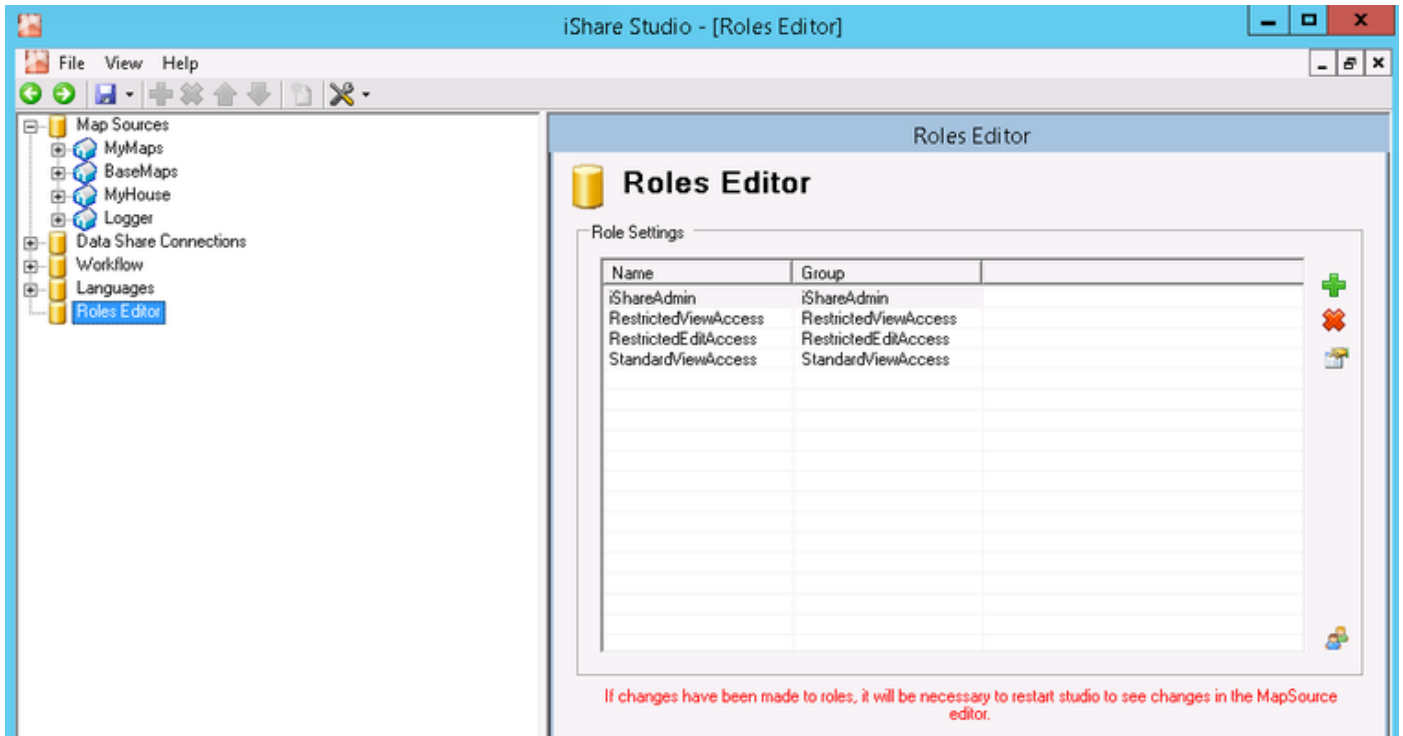 iShare Studio - [Roles Editor]
File View Help
Map Sources
MyMaps
BaseMaps
MyHouse
Logger
Data Share Connections
Workflow
Languages
Roles Editor
Roles Editor
Roles Editor
Role Settings
Name Group
iShareAdmin iShareAdmin
RestrictedViewAccess RestrictedViewAccess
RestrictedEditAccess RestrictedEditAccess
StandardViewAccess StandardViewAccess
If changes have been made to roles, it will be necessary to restart studio to see changes in the MapSource
editor.